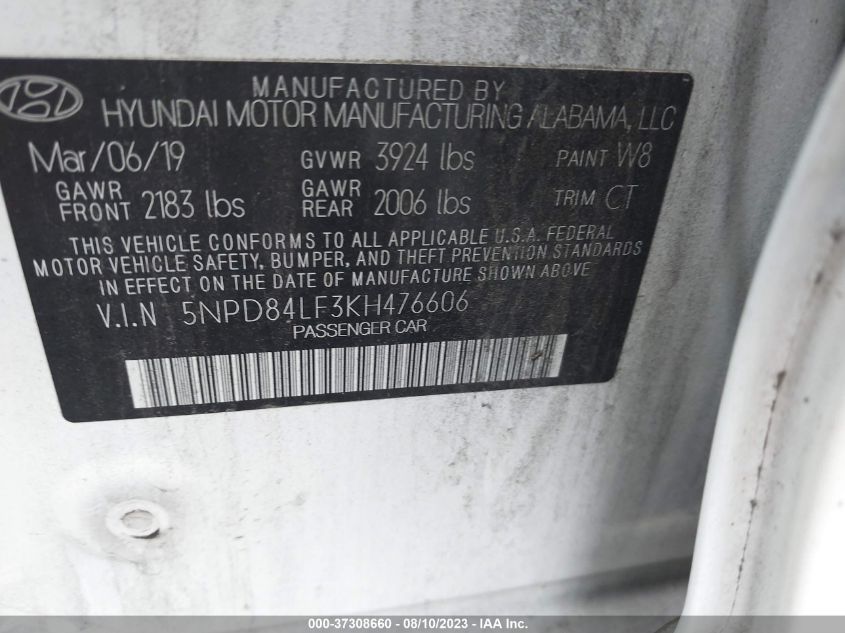 MANUFACTURED BY
HYUNDAI MOTOR MANUFACTURING ALABAMA, LLC
Mar/06/19 GVWR 3924 lbs PAINT W8
GAWR FRONT 2183 lbs GAWR REAR 2006 lbs TRIM CT
THIS VEHICLE CONFORMS TO ALL APPLICABLE U.S.A. FEDERAL
MOTOR VEHICLE SAFETY, BUMPER, AND THEFT PREVENTION STANDARDS
IN EFFECT ON THE DATE OF MANUFACTURE SHOWN ABOVE
V.I.N 5NPD84LF3KH476606
PASSENGER CAR
000-37308660 - 08/10/2023 - IAA Inc.